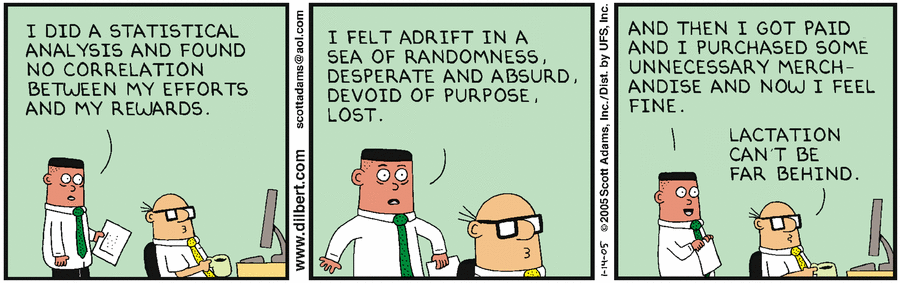 I DID A STATISTICAL
ANALYSIS AND FOUND
NO CORRELATION
BETWEEN MY EFFORTS
AND MY REWARDS.
www.dilbert.com scottadams@aol.com
I FELT ADRIFT IN A
SEA OF RANDOMNESS,
DESPERATE AND ABSURD,
DEVOID OF PURPOSE,
LOST.
1-14-05 ©2005 Scott Adams, Inc./Dist. by UFS, Inc.
AND THEN I GOT PAID
AND I PURCHASED SOME
UNNECESSARY MERCH-
ANDISE AND NOW I FEEL
FINE.
LACTATION
CAN'T BE
FAR BEHIND.